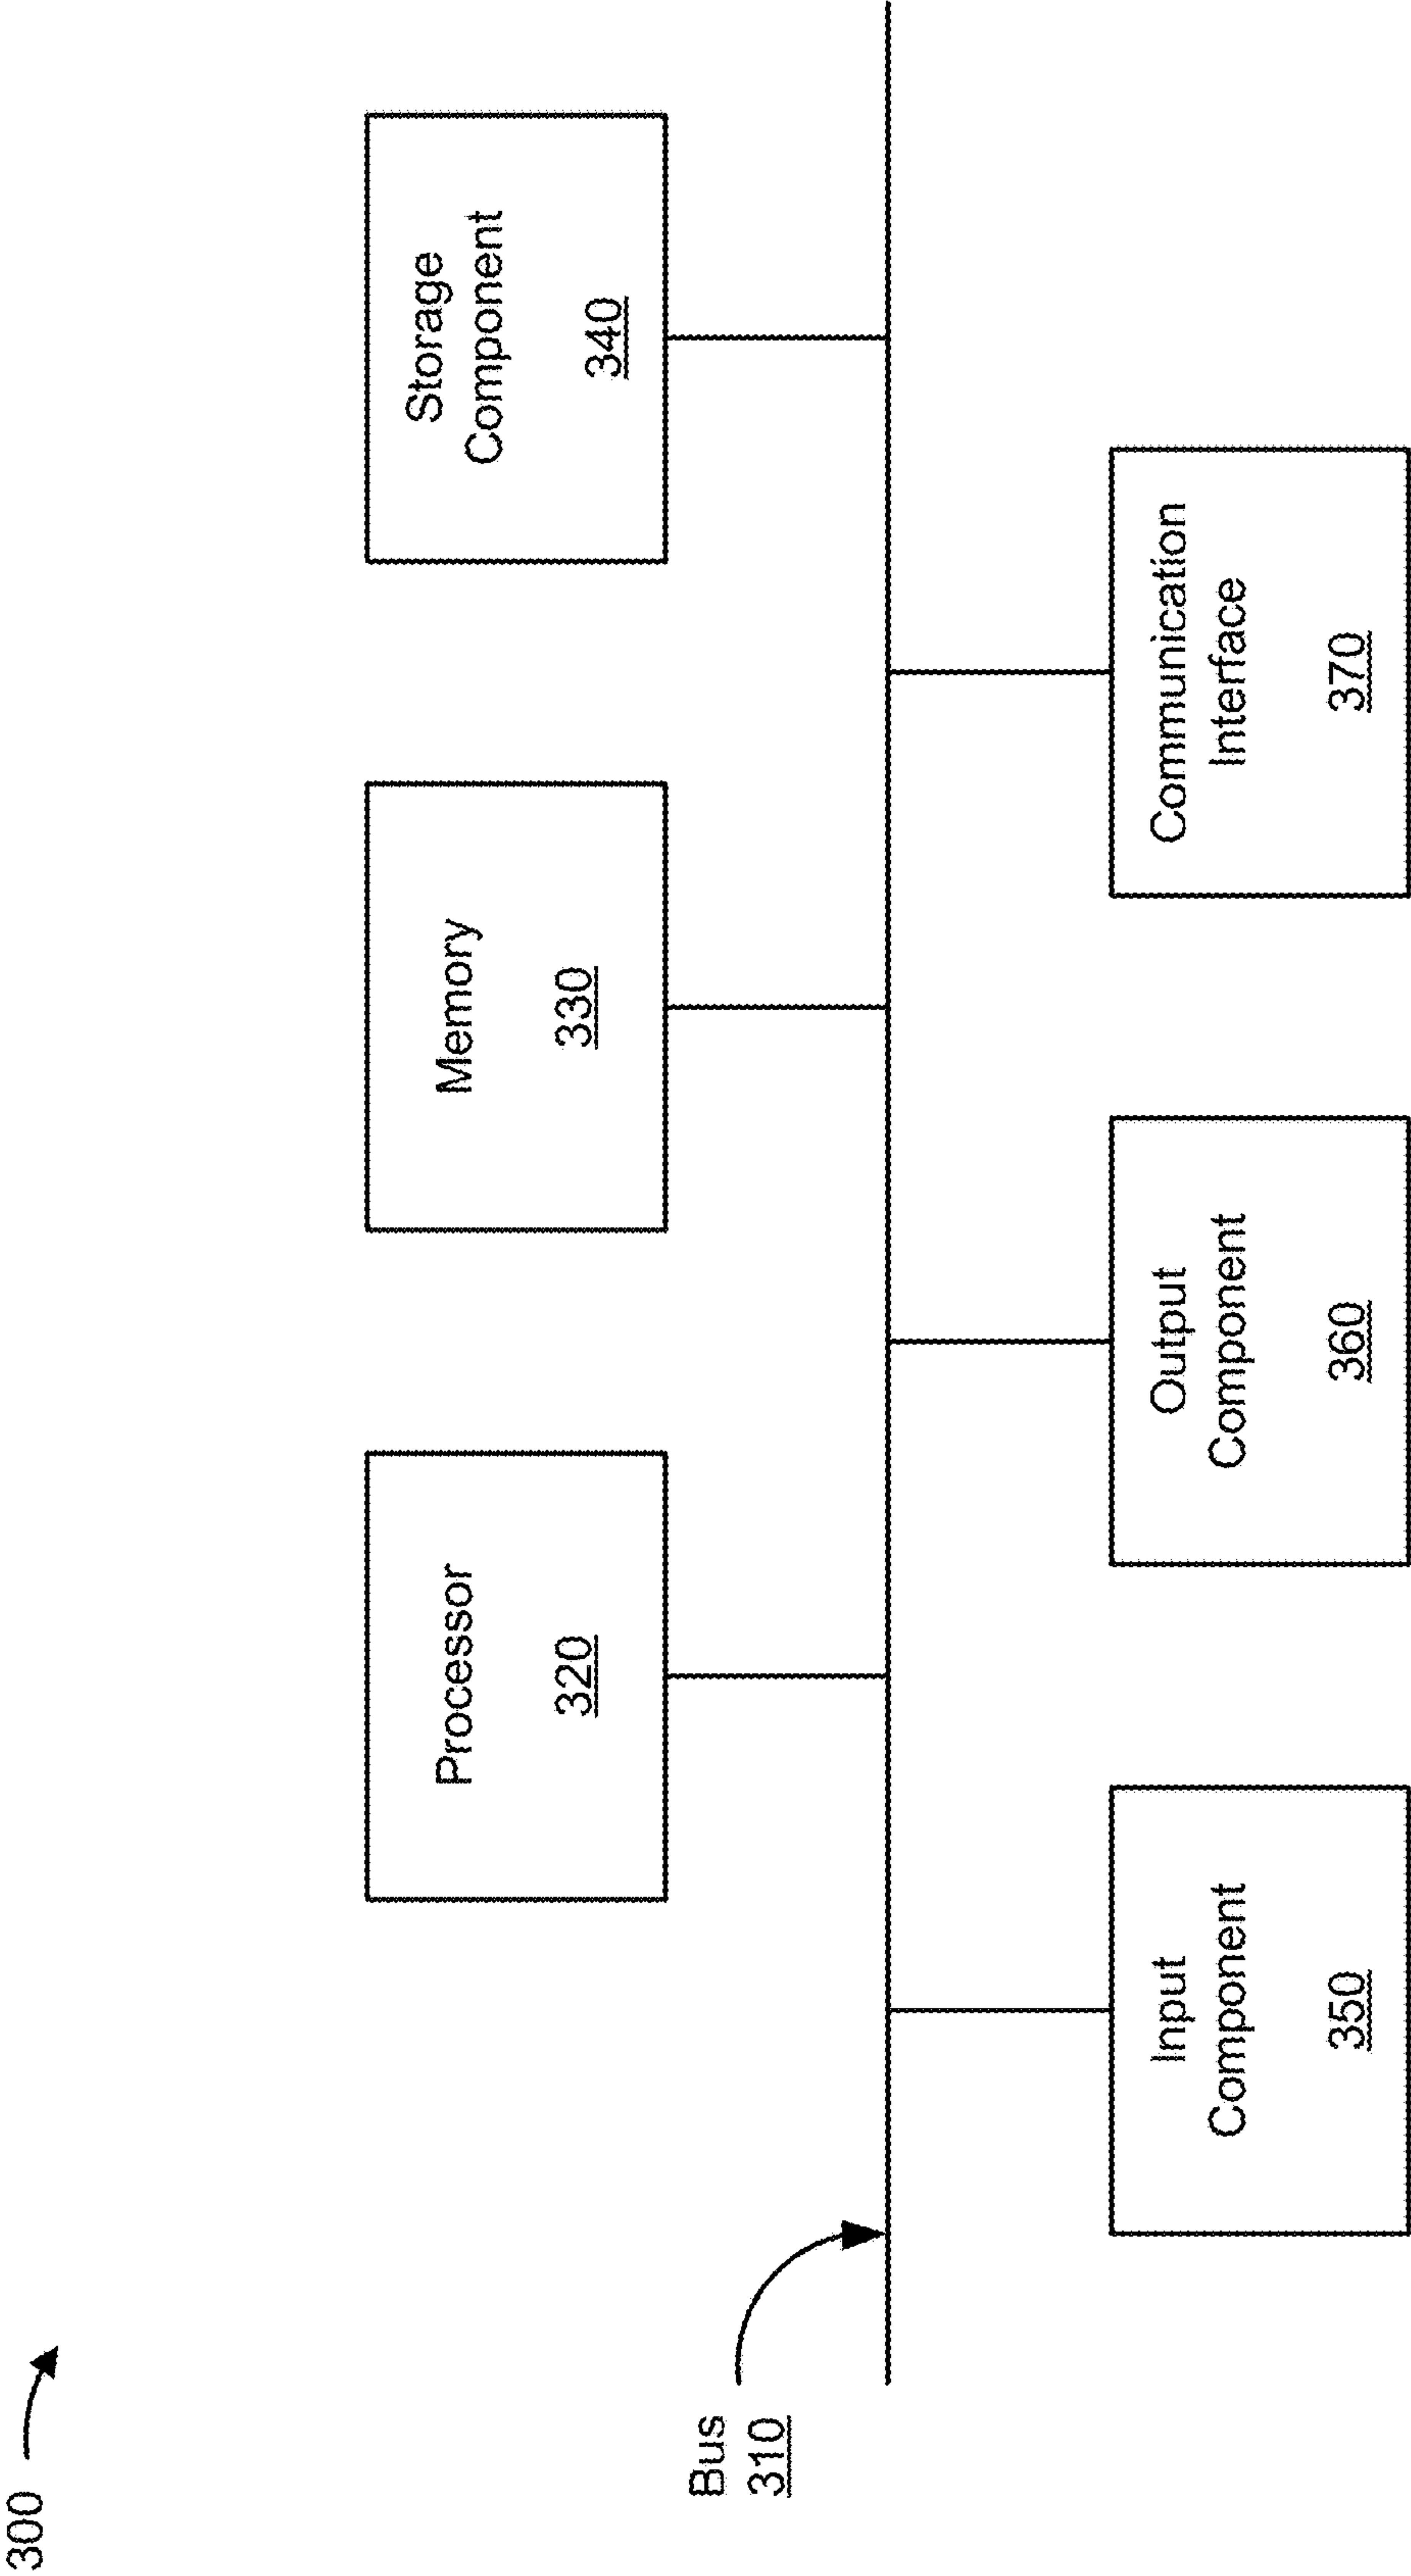 300
Bus
310
Processor
320
Memory
330
Storage
Component
340
Input
Component
350
Output
Component
360
Communication
Interface
370